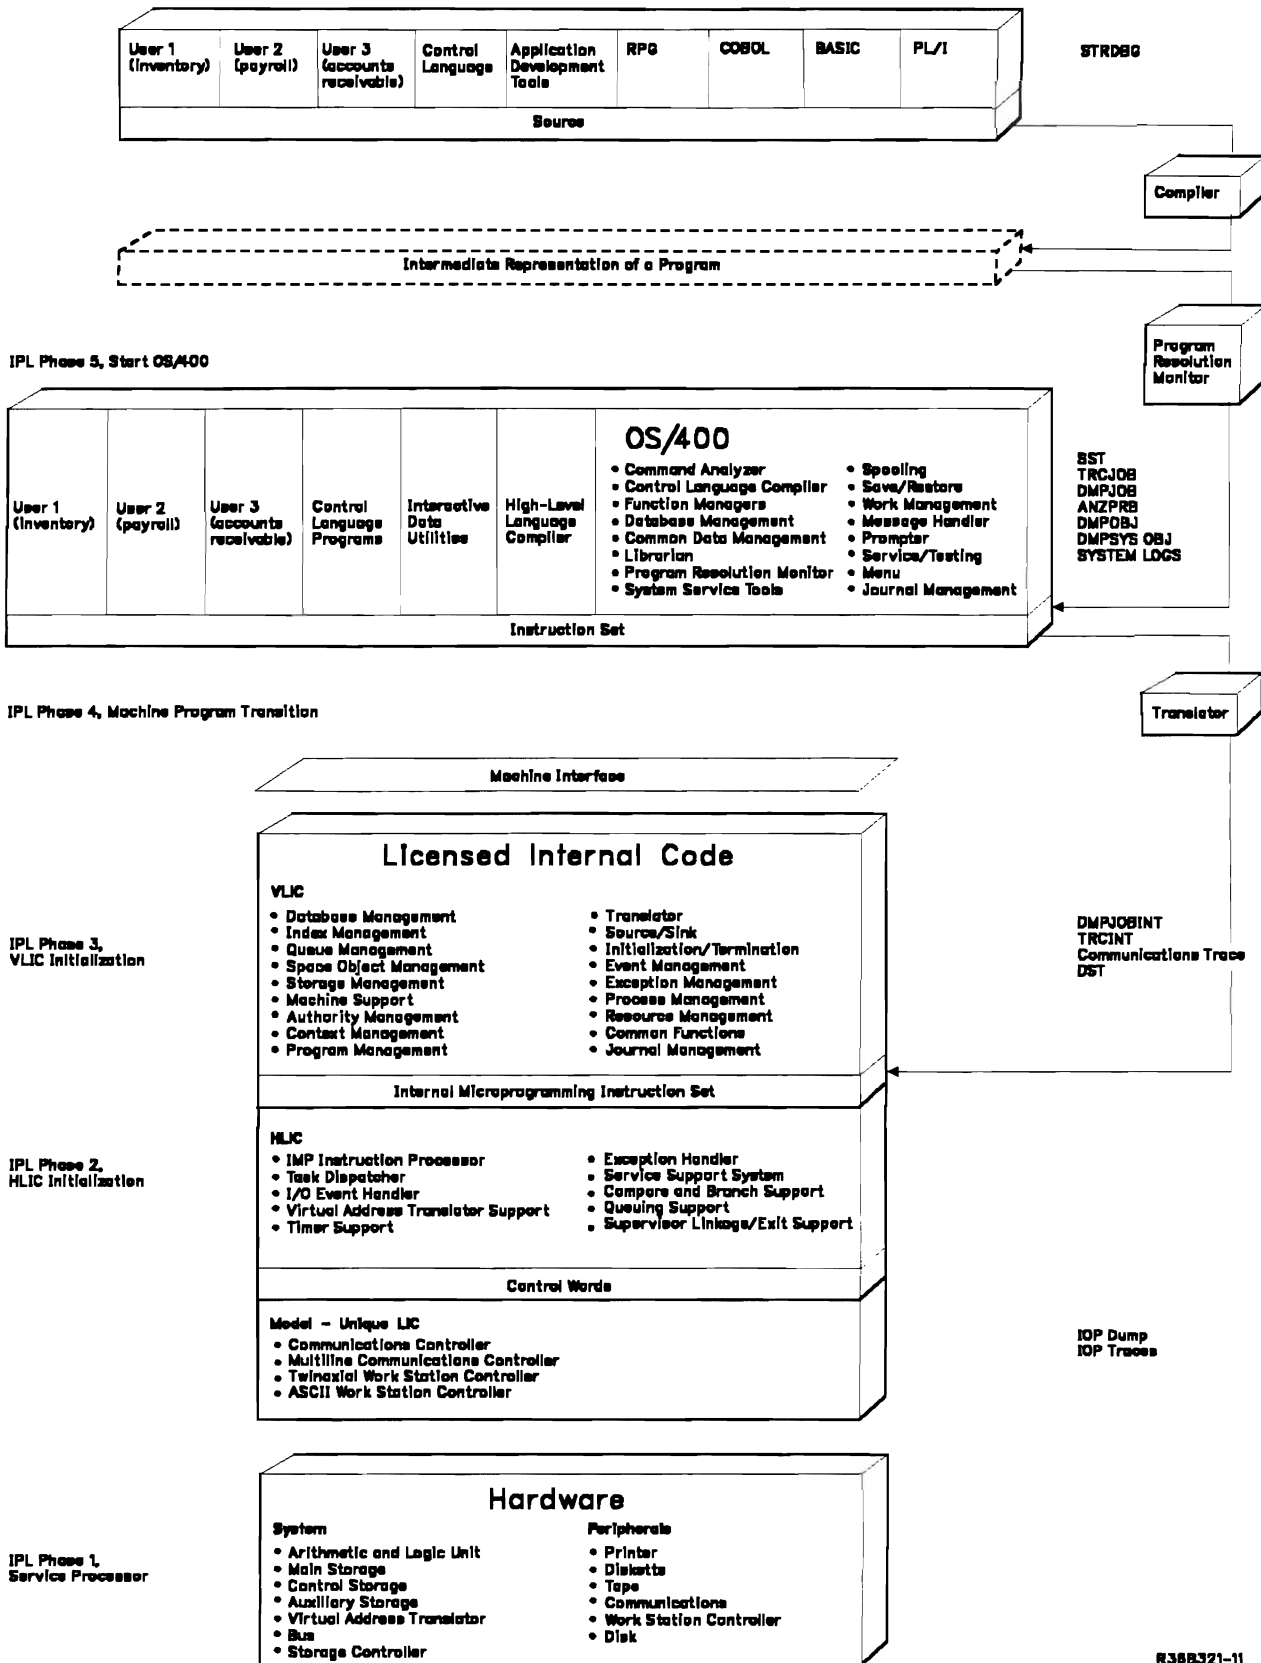 User 1 (inventory)
User 2 (payroll)
User 3 (accounts receivable)
Control Language
Application Development Tools
RPG
COBOL
BASIC
PL/I
STRDBG
Source
Compiler
Intermediate Representation of a Program
Program Resolution Monitor
IPL Phase 5, Start OS/400
User 1 (inventory)
User 2 (payroll)
User 3 (accounts receivable)
Control Language Programs
Interactive Data Utilities
High-Level Language Compiler
OS/400
• Command Analyzer
• Control Language Compiler
• Function Managers
• Database Management
• Common Data Management
• Librarian
• Program Resolution Monitor
• System Service Tools
• Spooling
• Save/Restore
• Work Management
• Message Handler
• Prompter
• Service/Testing
• Menu
• Journal Management
SST
TRCJOB
DMPJOB
ANZPRB
DMPOBJ
DMPSYS OBJ
SYSTEM LOGS
Instruction Set
IPL Phase 4, Machine Program Transition
Translator
Machine Interface
Licensed Internal Code
VLIC
• Database Management
• Index Management
• Queue Management
• Space Object Management
• Storage Management
• Machine Support
• Authority Management
• Context Management
• Program Management
• Translator
• Source/Sink
• Initialization/Termination
• Event Management
• Exception Management
• Process Management
• Resource Management
• Common Functions
• Journal Management
IPL Phase 3,
VLIC Initialization
DMPJOBINT
TRCINT
Communications Trace
DST
Internal Microprogramming Instruction Set
HLIC
• IMP Instruction Processor
• Task Dispatcher
• I/O Event Handler
• Virtual Address Translator Support
• Timer Support
• Exception Handler
• Service Support System
• Compare and Branch Support
• Queuing Support
• Supervisor Linkage/Exit Support
IPL Phase 2,
HLIC Initialization
Control Words
Model - Unique LIC
• Communications Controller
• Multiline Communications Controller
• Twinaxial Work Station Controller
• ASCII Work Station Controller
IOP Dump
IOP Traces
Hardware
System
• Arithmetic and Logic Unit
• Main Storage
• Control Storage
• Auxiliary Storage
• Virtual Address Translator
• Bus
• Storage Controller
Peripherals
• Printer
• Diskette
• Tape
• Communications
• Work Station Controller
• Disk
IPL Phase 1,
Service Processor
R36B321-11